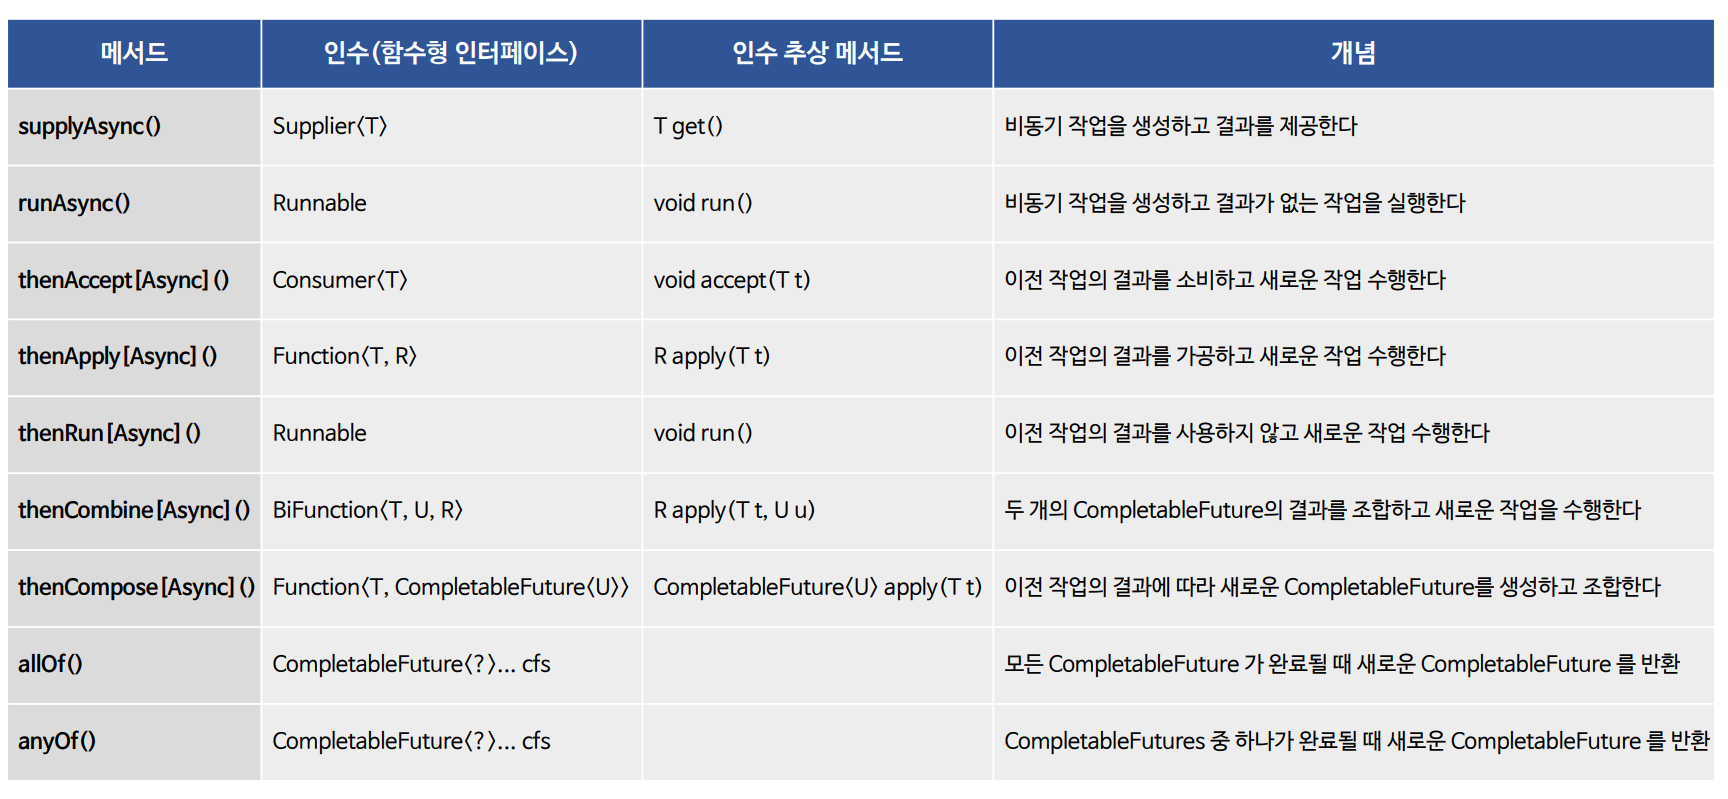 메서드 인수(함수형 인터페이스) 인수 추상 메서드 개념
supplyAsync() Supplier〈T〉 T get() 비동기 작업을 생성하고 결과를 제공한다
runAsync() Runnable void run() 비동기 작업을 생성하고 결과가 없는 작업을 실행한다
thenAccept[Async]() Consumer〈T〉 void accept(T t) 이전 작업의 결과를 소비하고 새로운 작업 수행한다
thenApply[Async]() Function〈T, R〉 R apply(T t) 이전 작업의 결과를 가공하고 새로운 작업 수행한다
thenRun[Async]() Runnable void run() 이전 작업의 결과를 사용하지 않고 새로운 작업 수행한다
thenCombine[Async]() BiFunction〈T, U, R〉 R apply(T t, U u) 두 개의 CompletableFuture의 결과를 조합하고 새로운 작업을 수행한다
thenCompose[Async]() Function〈T, CompletableFuture〈U〉〉 CompletableFuture〈U〉 apply(T t) 이전 작업의 결과에 따라 새로운 CompletableFuture를 생성하고 조합한다
allOf() CompletableFuture〈?〉... cfs 모든 CompletableFuture 가 완료될 때 새로운 CompletableFuture 를 반환
anyOf() CompletableFuture〈?〉... cfs CompletableFutures 중 하나가 완료될 때 새로운 CompletableFuture 를 반환